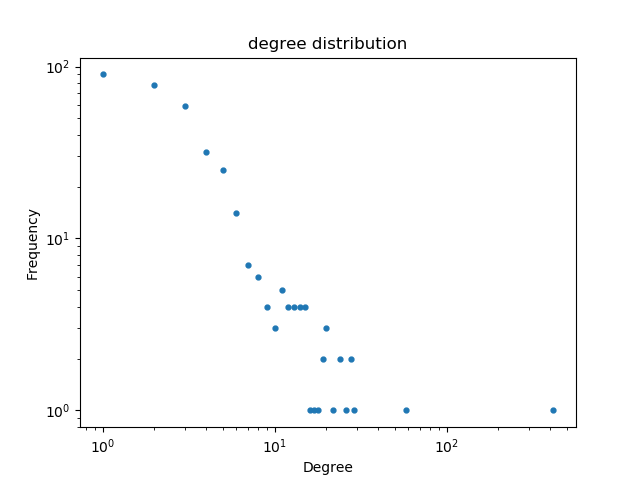 degree distribution
10²
10¹
10⁰
Frequency
10⁰
10¹
10²
Degree